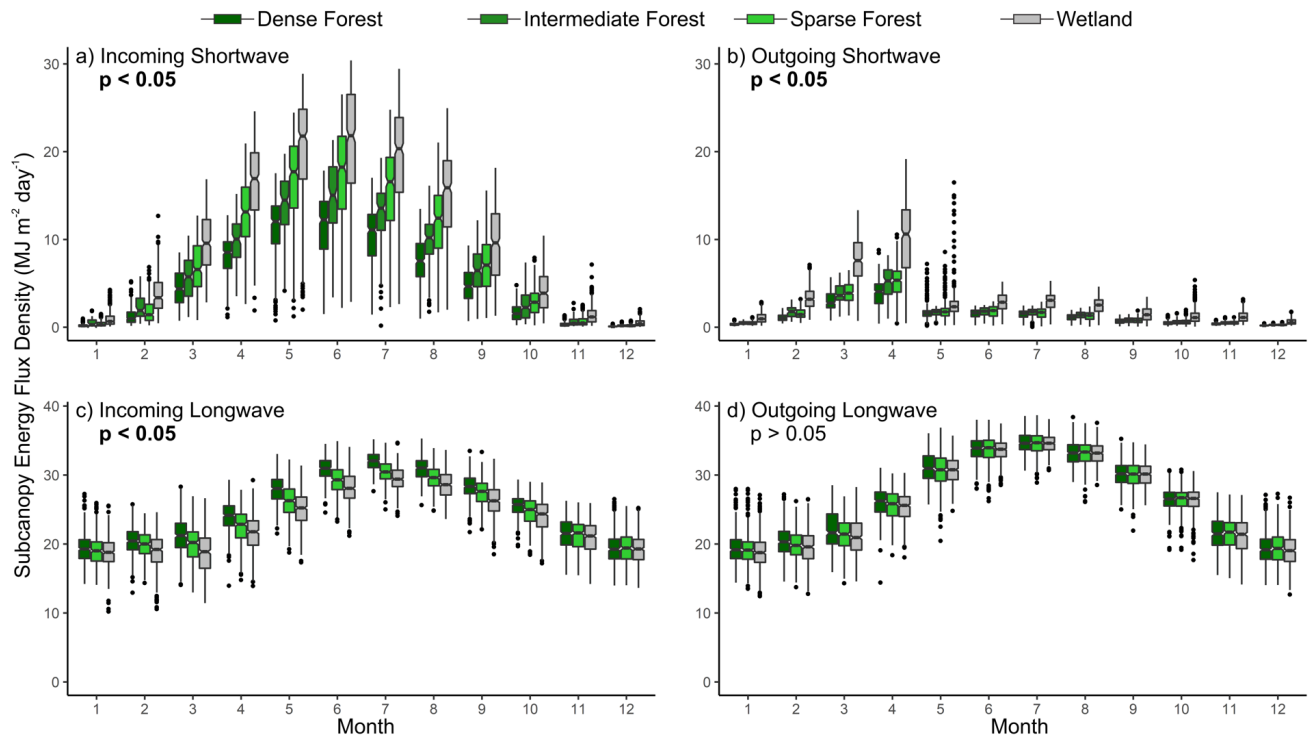 Dense Forest Intermediate Forest Sparse Forest Wetland
a) Incoming Shortwave
p < 0.05
b) Outgoing Shortwave
p < 0.05
30
20
10
0
1 2 3 4 5 6 7 8 9 10 11 12
30
20
10
0
1 2 3 4 5 6 7 8 9 10 11 12
Subcanopy Energy Flux Density (MJ m⁻² day⁻¹)
c) Incoming Longwave
p < 0.05
d) Outgoing Longwave
p > 0.05
40
30
20
10
0
1 2 3 4 5 6 7 8 9 10 11 12
Month
40
30
20
10
0
1 2 3 4 5 6 7 8 9 10 11 12
Month